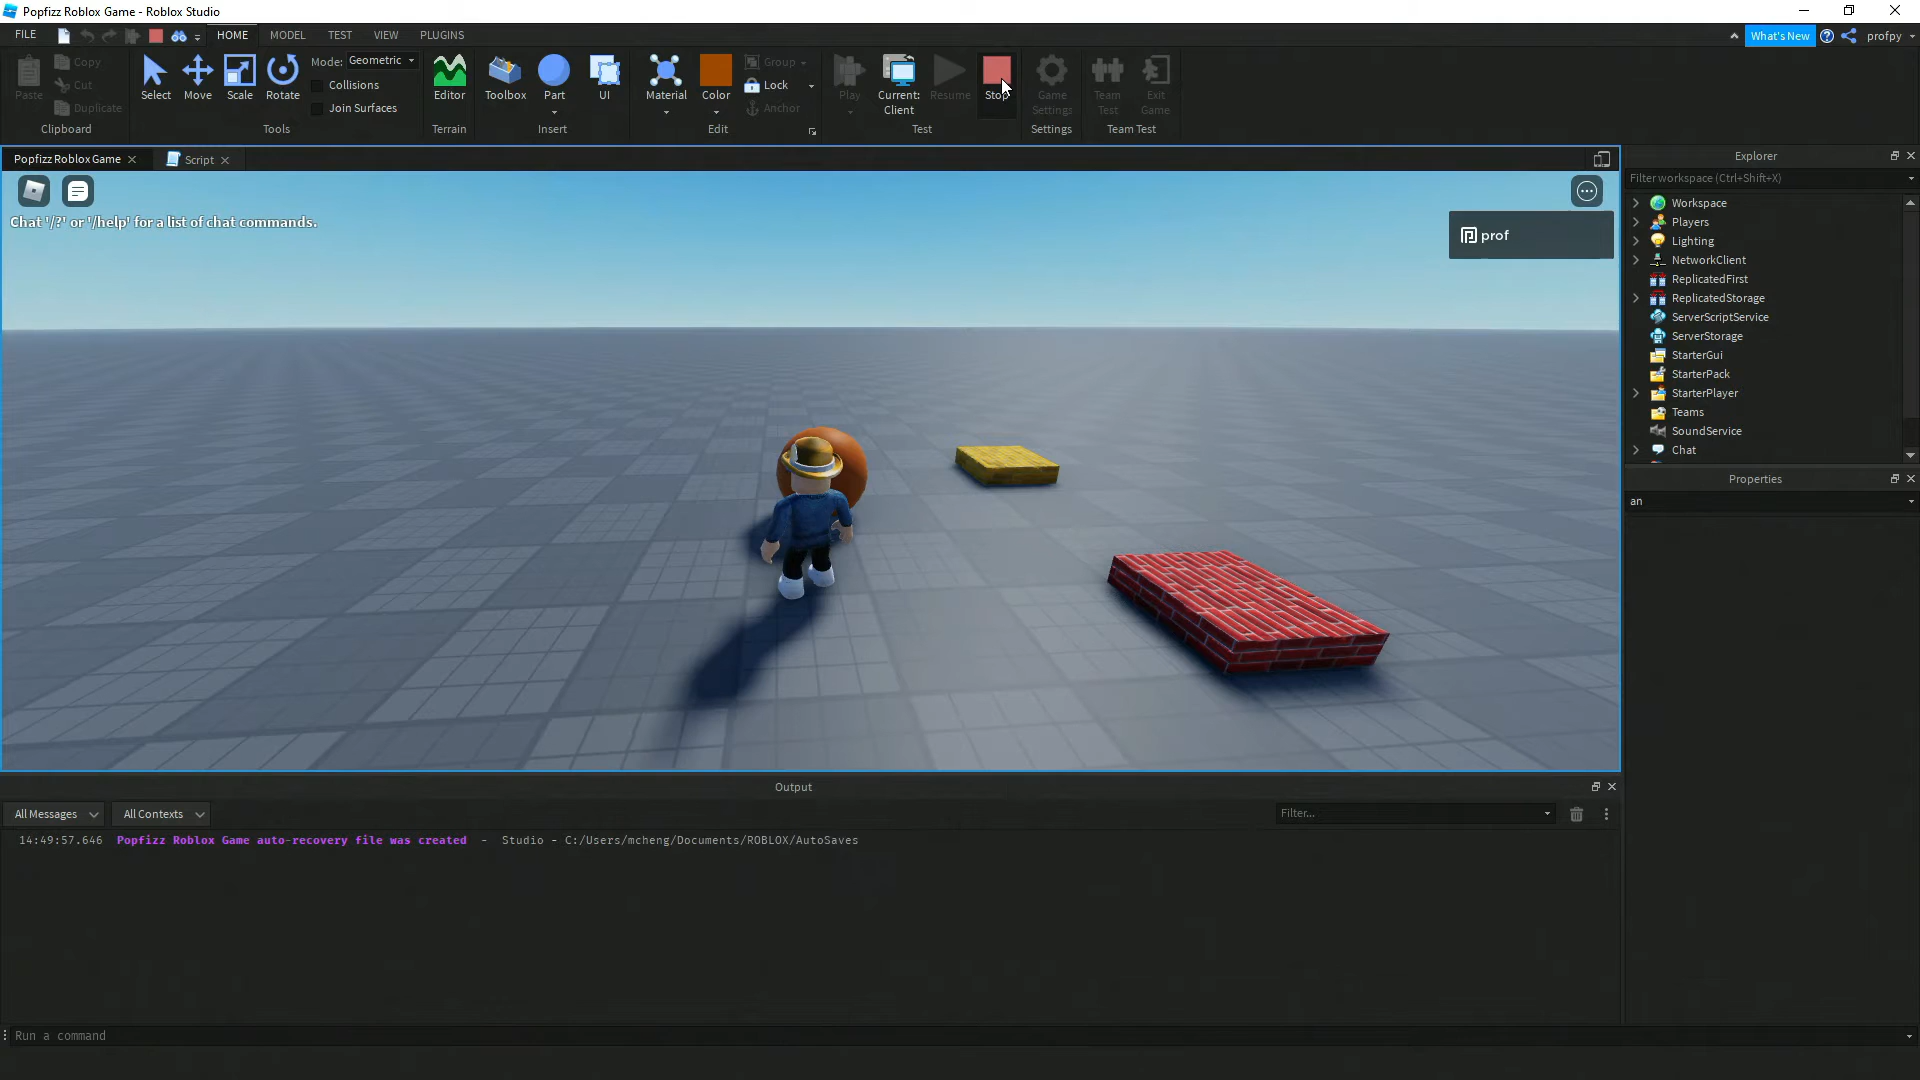 Popfizz Roblox Game - Roblox Studio
FILE HOME MODEL TEST VIEW PLUGINS What's New profpy
Paste Copy Cut Duplicate Clipboard
Select Move Scale Rotate Mode: Geometric Collisions Join Surfaces Tools
Editor Terrain
Toolbox Part UI Insert
Material Color Group Lock Anchor Edit
Play Current: Client Resume Stop Test
Game Settings Settings
Team Test Exit Game Team Test
Popfizz Roblox Game Script
Chat '/?' or '/help' for a list of chat commands.
prof
Explorer
Filter workspace (Ctrl+Shift+X)
Workspace
Players
Lighting
NetworkClient
ReplicatedFirst
ReplicatedStorage
ServerScriptService
ServerStorage
StarterGui
StarterPack
StarterPlayer
Teams
SoundService
Chat
Properties
an
Output
All Messages All Contexts Filter...
14:49:57.646 Popfizz Roblox Game auto-recovery file was created - Studio - C:/Users/mcheng/Documents/ROBLOX/AutoSaves
Run a command